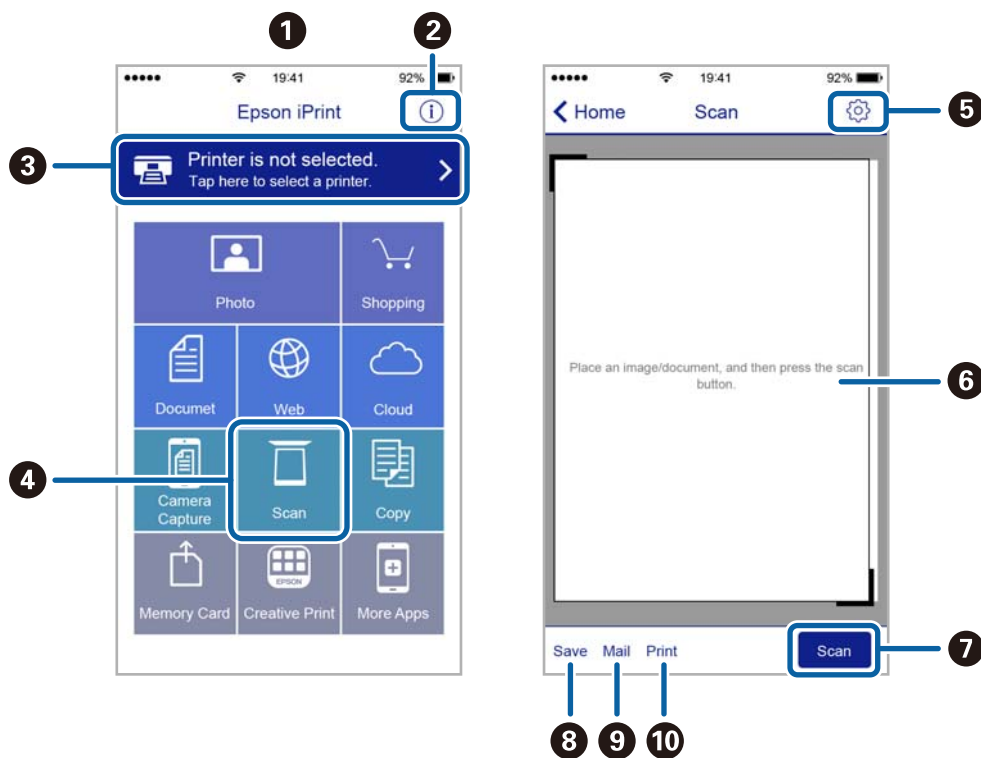 1 2
19:41 92%
Epson iPrint
3
Printer is not selected.
Tap here to select a printer.
Photo Shopping
Documet Web Cloud
4
Camera
Capture
Scan Copy
EPSON
Memory Card Creative Print More Apps
19:41 92%
Home Scan
5
Place an image/document, and then press the scan
button.
6
Save Mail Print Scan
7
8 9 10